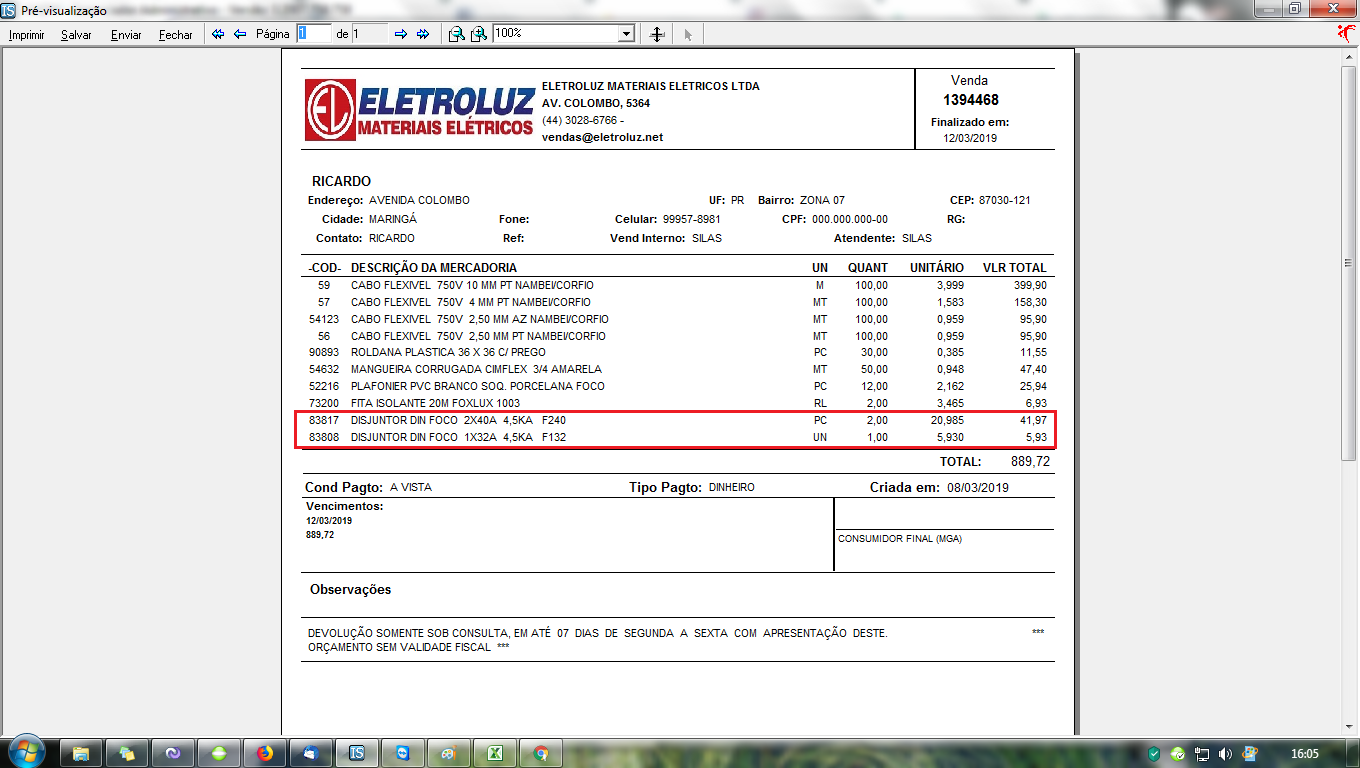 Pré-visualização
Imprimir Salvar Enviar Fechar Página 1 de 1 100%
ELETROLUZ
MATERIAIS ELÉTRICOS
ELETROLUZ MATERIAIS ELETRICOS LTDA
AV. COLOMBO, 5364
(44) 3028-6766 -
vendas@eletroluz.net
Venda
1394468
Finalizado em:
12/03/2019
RICARDO
Endereço: AVENIDA COLOMBO UF: PR Bairro: ZONA 07 CEP: 87030-121
Cidade: MARINGÁ Fone: Celular: 99957-8981 CPF: 000.000.000-00 RG:
Contato: RICARDO Ref: Vend Interno: SILAS Atendente: SILAS
-COD- DESCRIÇÃO DA MERCADORIA UN QUANT UNITÁRIO VLR TOTAL
59 CABO FLEXIVEL 750V 10 MM PT NAMBEI/CORFIO M 100,00 3,999 399,90
57 CABO FLEXIVEL 750V 4 MM PT NAMBEI/CORFIO MT 100,00 1,583 158,30
54123 CABO FLEXIVEL 750V 2,50 MM AZ NAMBEI/CORFIO MT 100,00 0,959 95,90
56 CABO FLEXIVEL 750V 2,50 MM PT NAMBEI/CORFIO MT 100,00 0,959 95,90
90893 ROLDANA PLASTICA 36 X 36 C/ PREGO PC 30,00 0,385 11,55
54632 MANGUEIRA CORRUGADA CIMFLEX 3/4 AMARELA MT 50,00 0,948 47,40
52216 PLAFONIER PVC BRANCO SOQ. PORCELANA FOCO PC 12,00 2,162 25,94
73200 FITA ISOLANTE 20M FOXLUX 1003 RL 2,00 3,465 6,93
83817 DISJUNTOR DIN FOCO 2X40A 4,5KA F240 PC 2,00 20,985 41,97
83808 DISJUNTOR DIN FOCO 1X32A 4,5KA F132 UN 1,00 5,930 5,93
TOTAL: 889,72
Cond Pagto: A VISTA Tipo Pagto: DINHEIRO Criada em: 08/03/2019
Vencimentos:
12/03/2019
889,72
CONSUMIDOR FINAL (MGA)
Observações
DEVOLUÇÃO SOMENTE SOB CONSULTA, EM ATÉ 07 DIAS DE SEGUNDA A SEXTA COM APRESENTAÇÃO DESTE. ***
ORÇAMENTO SEM VALIDADE FISCAL ***
16:05